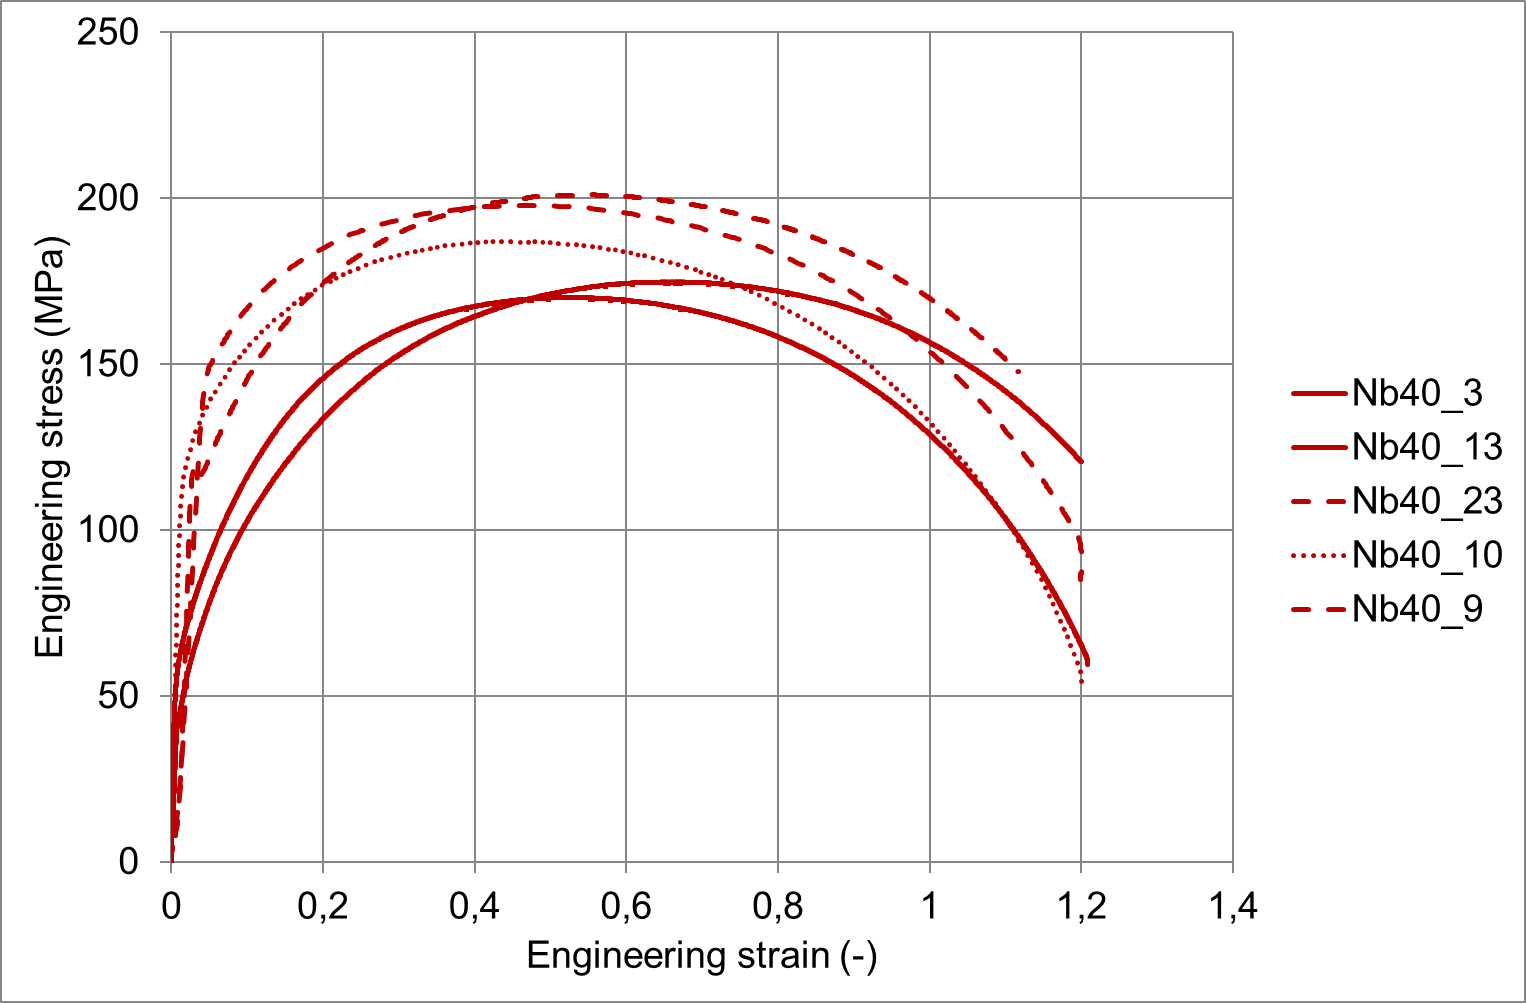 250
200
150
100
50
0
0 0,2 0,4 0,6 0,8 1 1,2 1,4
Engineering stress (MPa)
Engineering strain (-)
Nb40_3
Nb40_13
Nb40_23
Nb40_10
Nb40_9